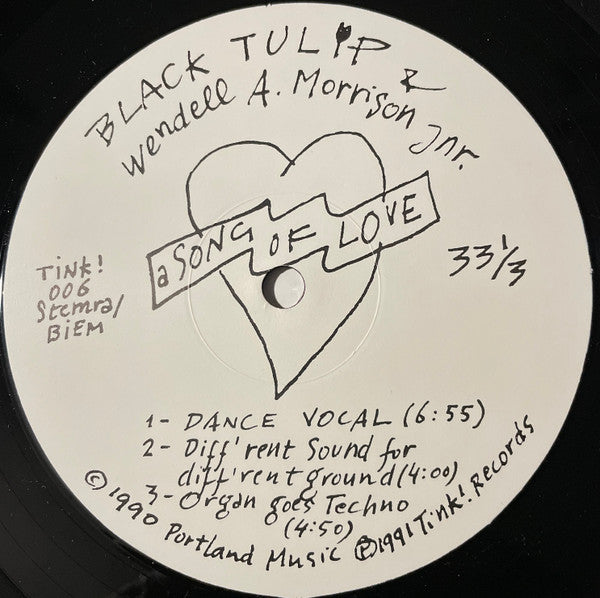 BLACK TULIP &
Wendell A. Morrison Jnr.
a SONG OF LOVE
33 1/3
Tink!
006
Stemra/
BIEM
1- DANCE VOCAL (6:55)
2- Diff'rent Sound for
diff'rent ground (4:00)
3- Organ goes Techno
(4:50)
© 1990 Portland Music ℗ 1991 Tink! Records